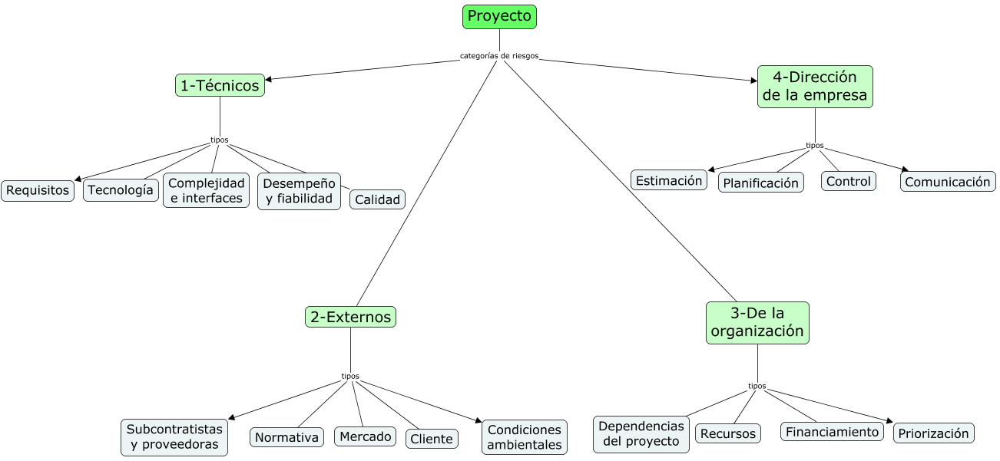 Proyecto
categorías de riesgos
1-Técnicos
4-Dirección
de la empresa
tipos
tipos
Requisitos
Tecnología
Complejidad
e interfaces
Desempeño
y fiabilidad
Calidad
Estimación
Planificación
Control
Comunicación
2-Externos
3-De la
organización
tipos
tipos
Subcontratistas
y proveedoras
Normativa
Mercado
Cliente
Condiciones
ambientales
Dependencias
del proyecto
Recursos
Financiamiento
Priorización